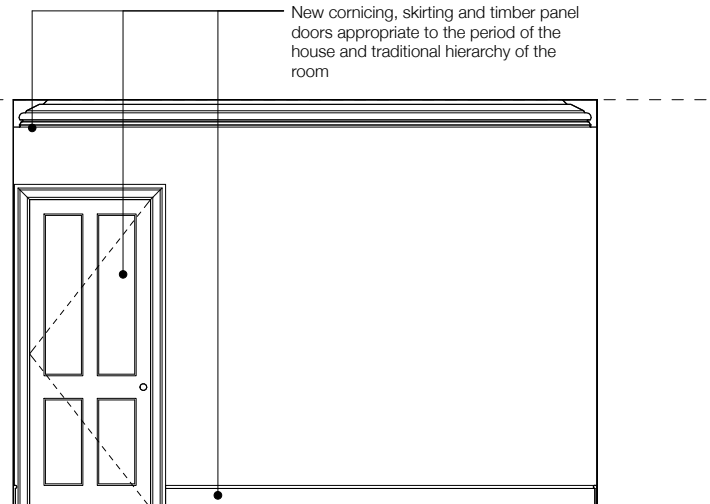 New cornicing, skirting and timber panel
doors appropriate to the period of the
house and traditional hierarchy of the
room